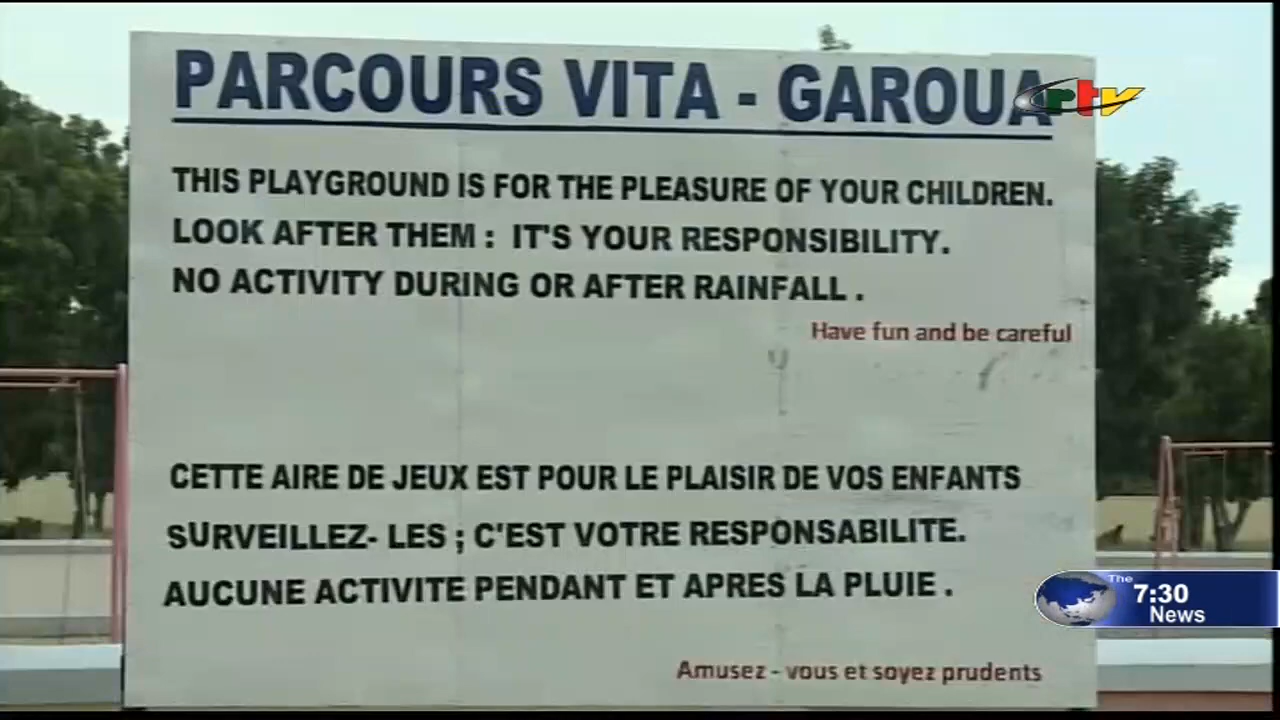 PARCOURS VITA - GAROUA
rtv
THIS PLAYGROUND IS FOR THE PLEASURE OF YOUR CHILDREN.
LOOK AFTER THEM : IT'S YOUR RESPONSIBILITY.
NO ACTIVITY DURING OR AFTER RAINFALL .
Have fun and be careful
CETTE AIRE DE JEUX EST POUR LE PLAISIR DE VOS ENFANTS
SURVEILLEZ- LES ; C'EST VOTRE RESPONSABILITE.
AUCUNE ACTIVITE PENDANT ET APRES LA PLUIE .
The
7:30
News
Amusez - vous et soyez prudents